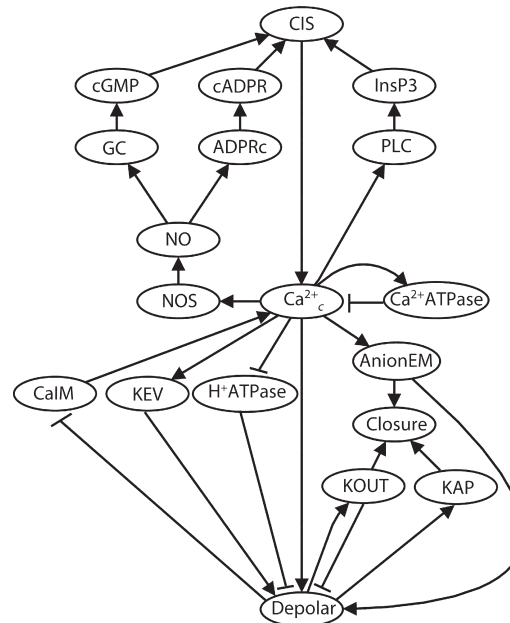 CIS
cGMP
cADPR
InsP3
GC
ADPRc
PLC
NO
NOS
Ca²⁺c
Ca²⁺ATPase
AnionEM
CaIM
KEV
H⁺ATPase
Closure
KOUT
KAP
Depolar